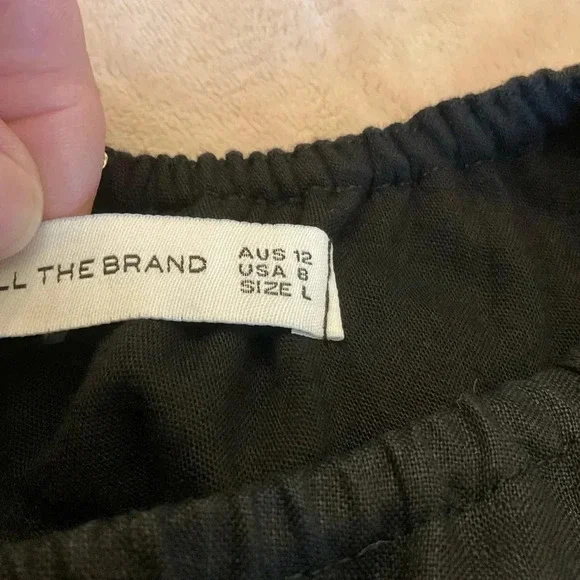 LL THE BRAND
AUS 12
USA 8
SIZE L